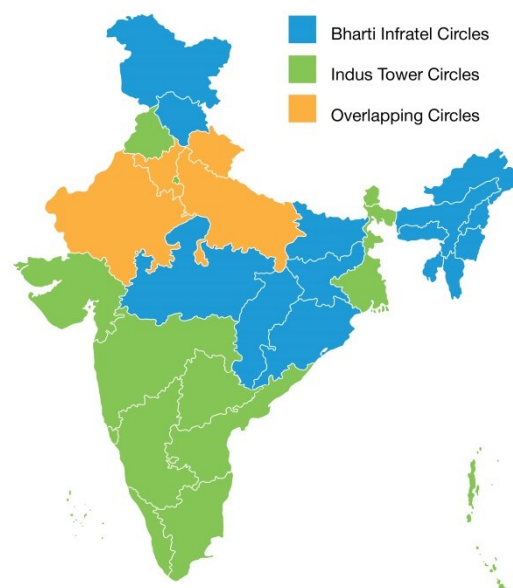 Bharti Infratel Circles
Indus Tower Circles
Overlapping Circles